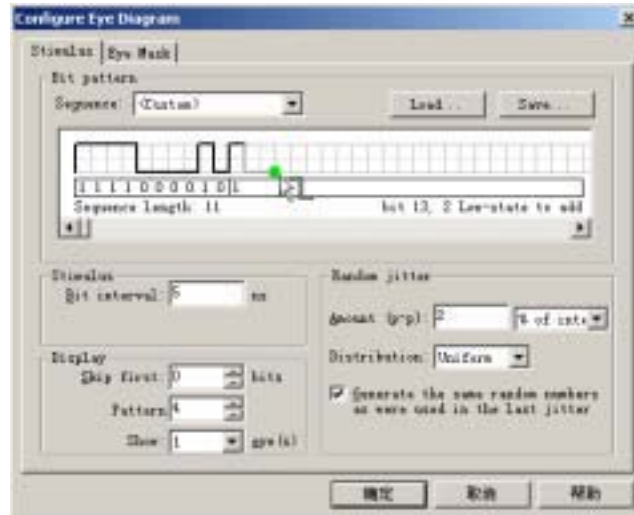 Configure Eye Diagram
Stimulus Eye Mask
Bit pattern
Sequence: (Custom) Load... Save...
1 1 1 1 0 0 0 0 1 0 1
Sequence length: 11 bit 13, 2 Low-state to add
Stimulus
Bit interval: 5 ns
Random jitter
Amount (p-p): 2 % of inte
Distribution: Uniform
Generate the same random numbers
as were used in the last jitter
Display
Skip first: 0 bits
Pattern: 4
Show: 1 eye(s)
确定 取消 帮助